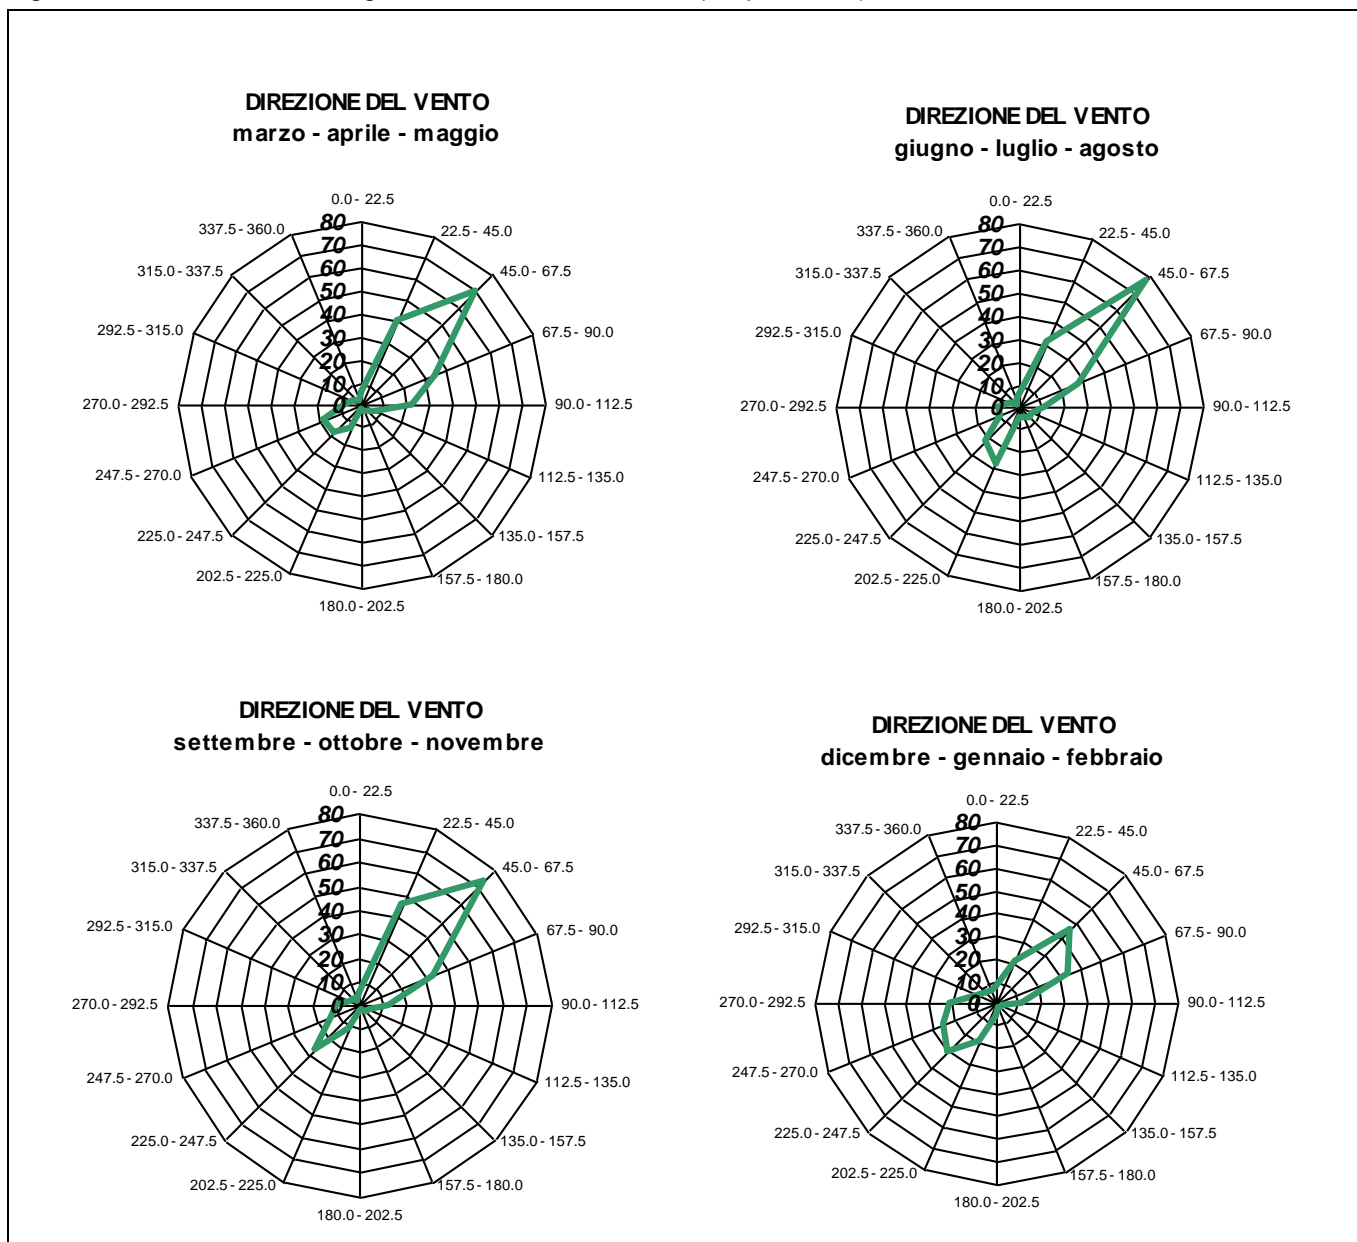 DIREZIONE DEL VENTO
marzo - aprile - maggio
0.0 - 22.5
22.5 - 45.0
45.0 - 67.5
67.5 - 90.0
90.0 - 112.5
112.5 - 135.0
135.0 - 157.5
157.5 - 180.0
180.0 - 202.5
202.5 - 225.0
225.0 - 247.5
247.5 - 270.0
270.0 - 292.5
292.5 - 315.0
315.0 - 337.5
337.5 - 360.0
80
70
60
50
40
30
20
10
0
DIREZIONE DEL VENTO
giugno - luglio - agosto
0.0 - 22.5
22.5 - 45.0
45.0 - 67.5
67.5 - 90.0
90.0 - 112.5
112.5 - 135.0
135.0 - 157.5
157.5 - 180.0
180.0 - 202.5
202.5 - 225.0
225.0 - 247.5
247.5 - 270.0
270.0 - 292.5
292.5 - 315.0
315.0 - 337.5
337.5 - 360.0
80
70
60
50
40
30
20
10
0
DIREZIONE DEL VENTO
settembre - ottobre - novembre
0.0 - 22.5
22.5 - 45.0
45.0 - 67.5
67.5 - 90.0
90.0 - 112.5
112.5 - 135.0
135.0 - 157.5
157.5 - 180.0
180.0 - 202.5
202.5 - 225.0
225.0 - 247.5
247.5 - 270.0
270.0 - 292.5
292.5 - 315.0
315.0 - 337.5
337.5 - 360.0
80
70
60
50
40
30
20
10
0
DIREZIONE DEL VENTO
dicembre - gennaio - febbraio
0.0 - 22.5
22.5 - 45.0
45.0 - 67.5
67.5 - 90.0
90.0 - 112.5
112.5 - 135.0
135.0 - 157.5
157.5 - 180.0
180.0 - 202.5
202.5 - 225.0
225.0 - 247.5
247.5 - 270.0
270.0 - 292.5
292.5 - 315.0
315.0 - 337.5
337.5 - 360.0
80
70
60
50
40
30
20
10
0